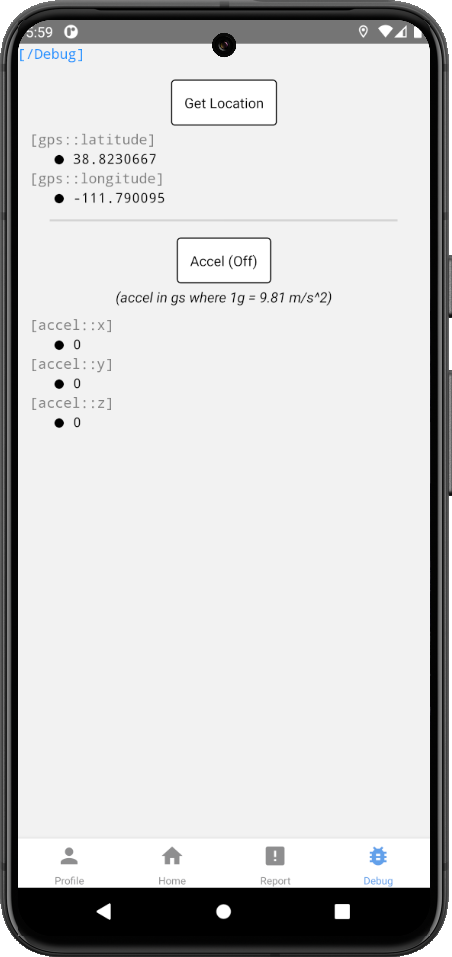 5:59
[/Debug]
Get Location
[gps::latitude]
38.8230667
[gps::longitude]
-111.790095
Accel (Off)
(accel in gs where 1g = 9.81 m/s^2)
[accel::x]
0
[accel::y]
0
[accel::z]
0
Profile
Home
Report
Debug